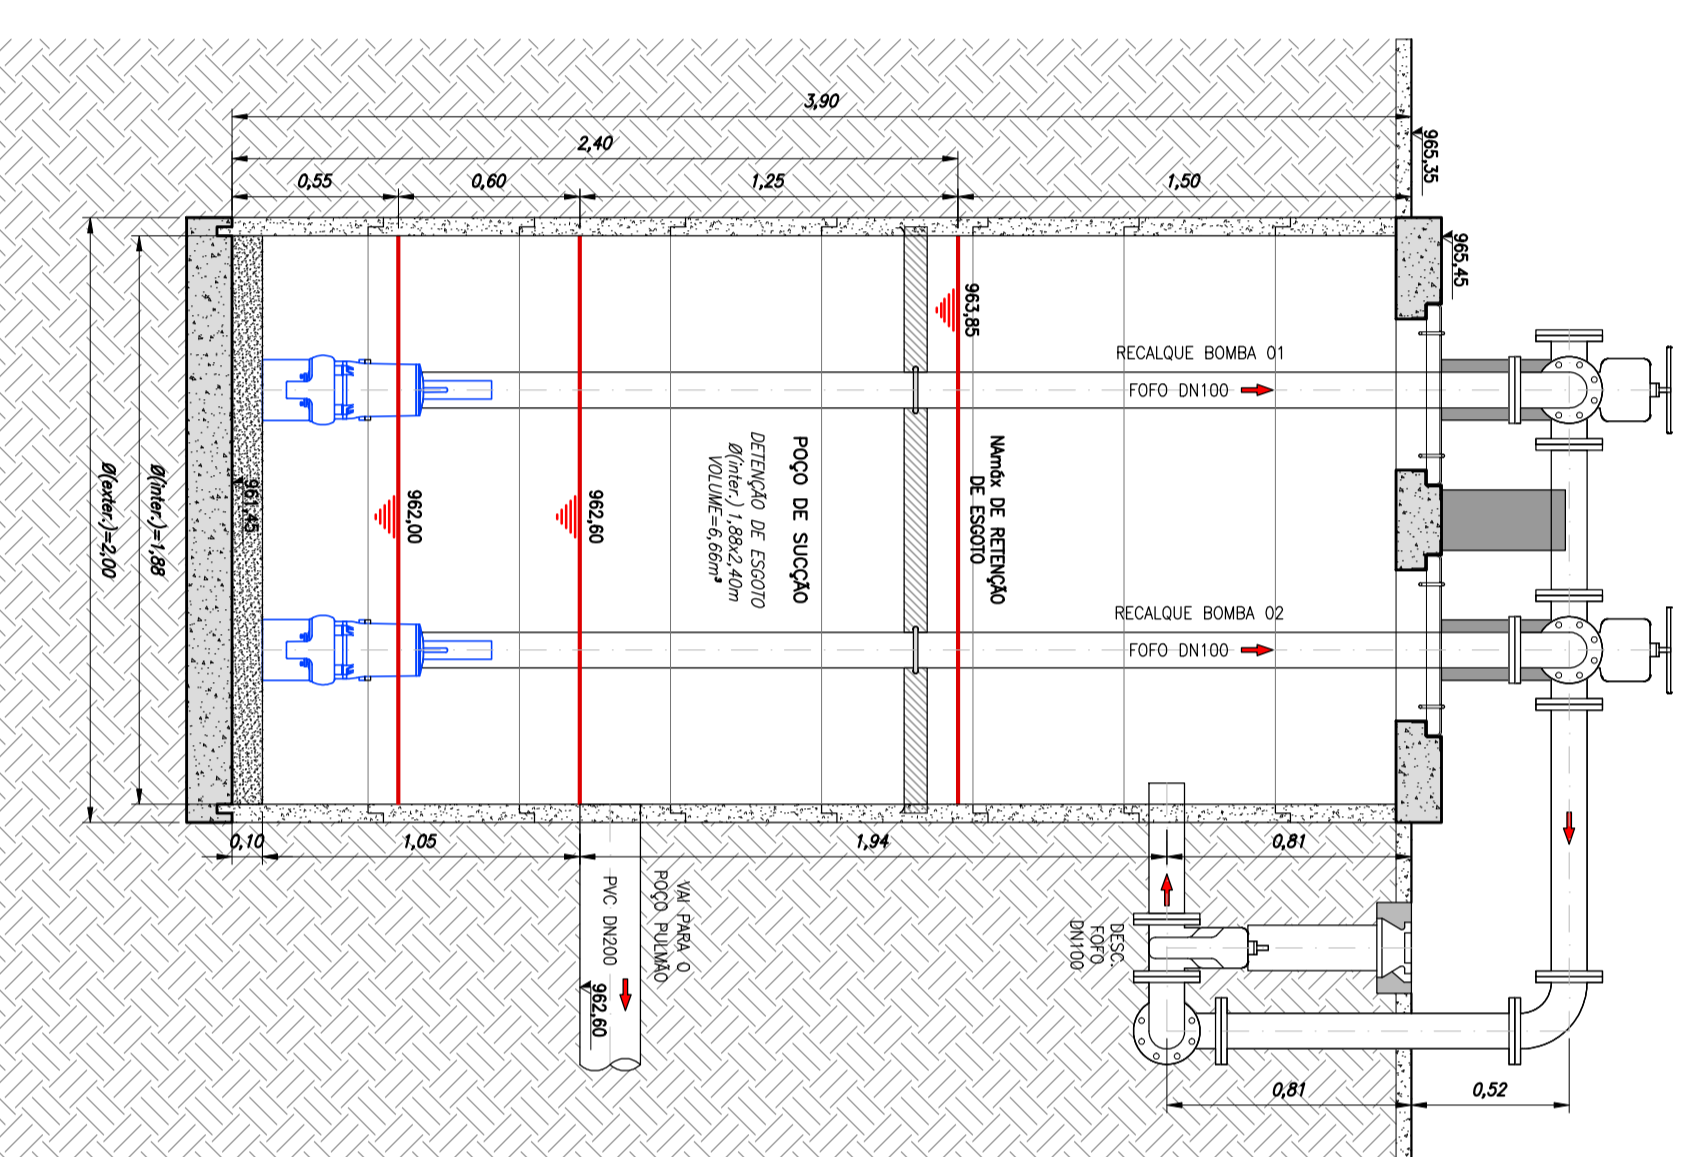 3,90
2,40
0,55
0,60
1,25
1,50
965,35
965,45
963,85
RECALQUE BOMBA 01
FOFO DN100
NAmóx DE RETENÇÃO
DE ESGOTO
POÇO DE SUCÇÃO
DETENÇÃO DE ESGOTO
Ø(inter.) 1,88x2,40m
VOLUME=6,66m³
962,60
962,00
961,45
Ø(inter.)=1,88
Ø(exter.)=2,00
RECALQUE BOMBA 02
FOFO DN100
0,10
1,05
1,94
0,81
VAI PARA O
POÇO PULMÃO
PVC DN200
962,60
DESC.
FOFO
DN100
0,81
0,52